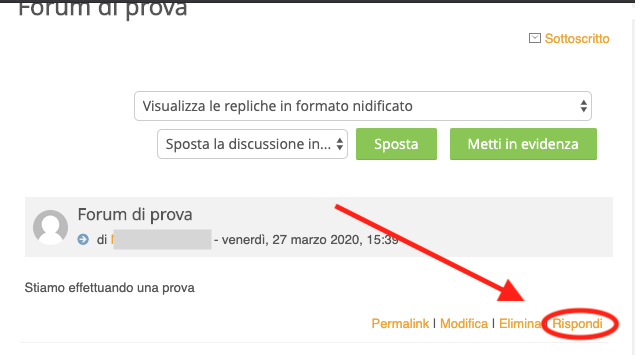 Forum di prova
Sottoscritto
Visualizza le repliche in formato nidificato
Sposta la discussione in...
Sposta
Metti in evidenza
Forum di prova
di - venerdì, 27 marzo 2020, 15:39
Stiamo effettuando una prova
Permalink | Modifica | Elimina | Rispondi